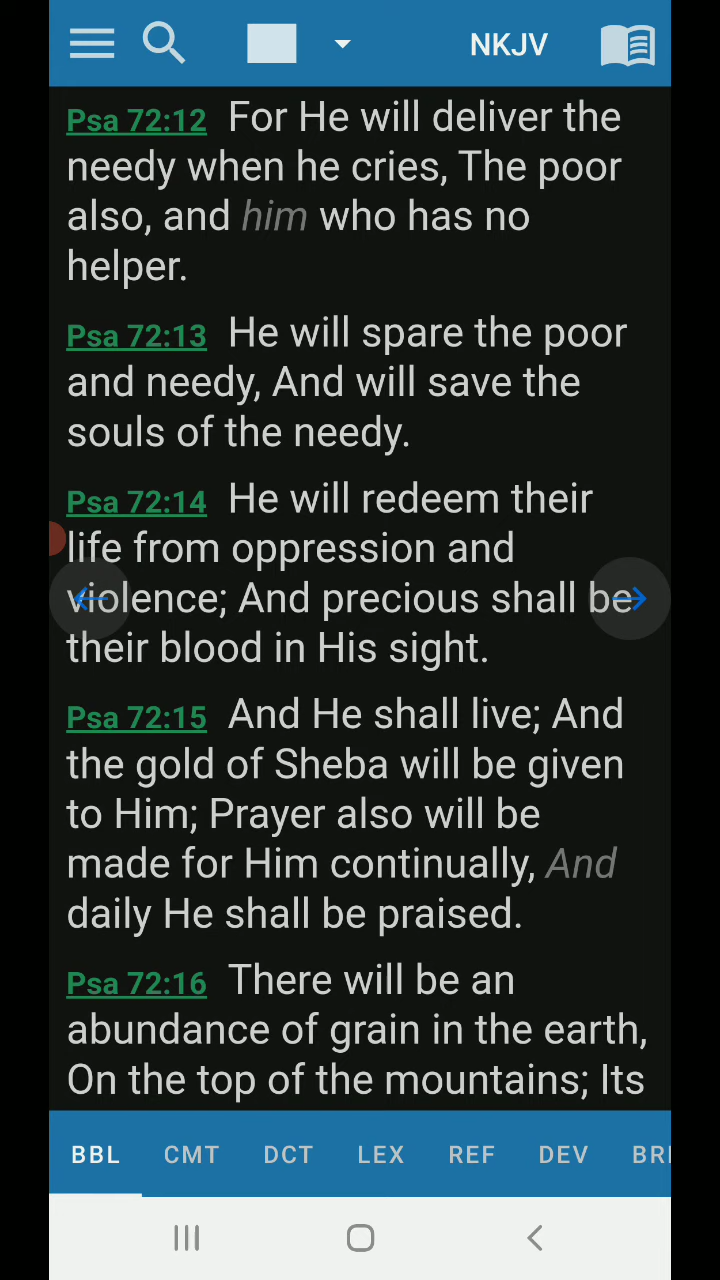 NKJV
Psa 72:12 For He will deliver the
needy when he cries, The poor
also, and him who has no
helper.
Psa 72:13 He will spare the poor
and needy, And will save the
souls of the needy.
Psa 72:14 He will redeem their
life from oppression and
violence; And precious shall be
their blood in His sight.
Psa 72:15 And He shall live; And
the gold of Sheba will be given
to Him; Prayer also will be
made for Him continually, And
daily He shall be praised.
Psa 72:16 There will be an
abundance of grain in the earth,
On the top of the mountains; Its
BBL CMT DCT LEX REF DEV